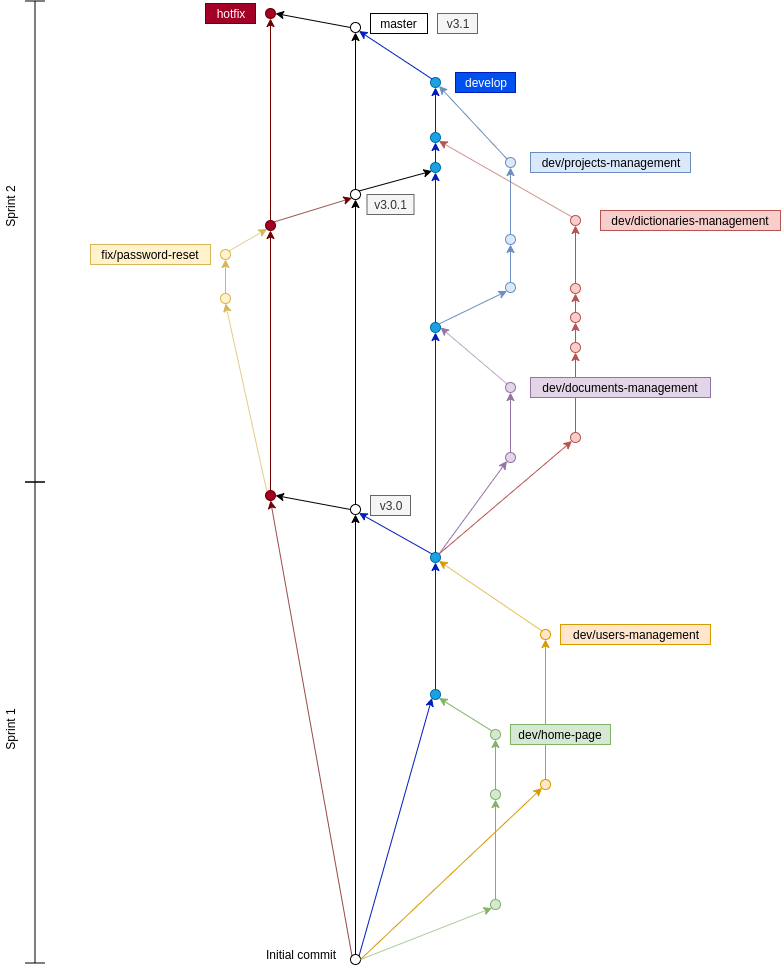 hotfix
master
v3.1
develop
dev/projects-management
Sprint 2
v3.0.1
dev/dictionaries-management
fix/password-reset
dev/documents-management
v3.0
dev/users-management
Sprint 1
dev/home-page
Initial commit